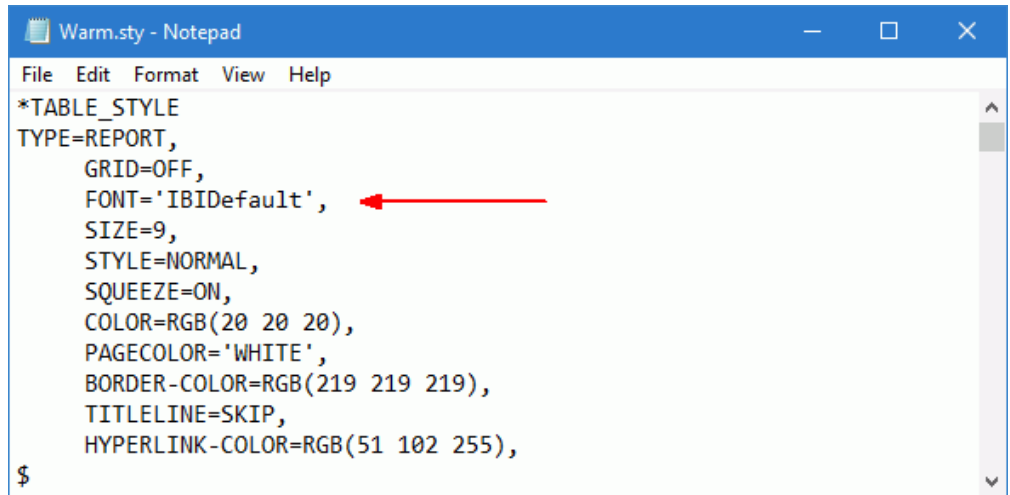 Warm.sty - Notepad
File Edit Format View Help
*TABLE_STYLE
TYPE=REPORT,
GRID=OFF,
FONT='IBIDefault',
SIZE=9,
STYLE=NORMAL,
SQUEEZE=ON,
COLOR=RGB(20 20 20),
PAGECOLOR='WHITE',
BORDER-COLOR=RGB(219 219 219),
TITLELINE=SKIP,
HYPERLINK-COLOR=RGB(51 102 255),
$